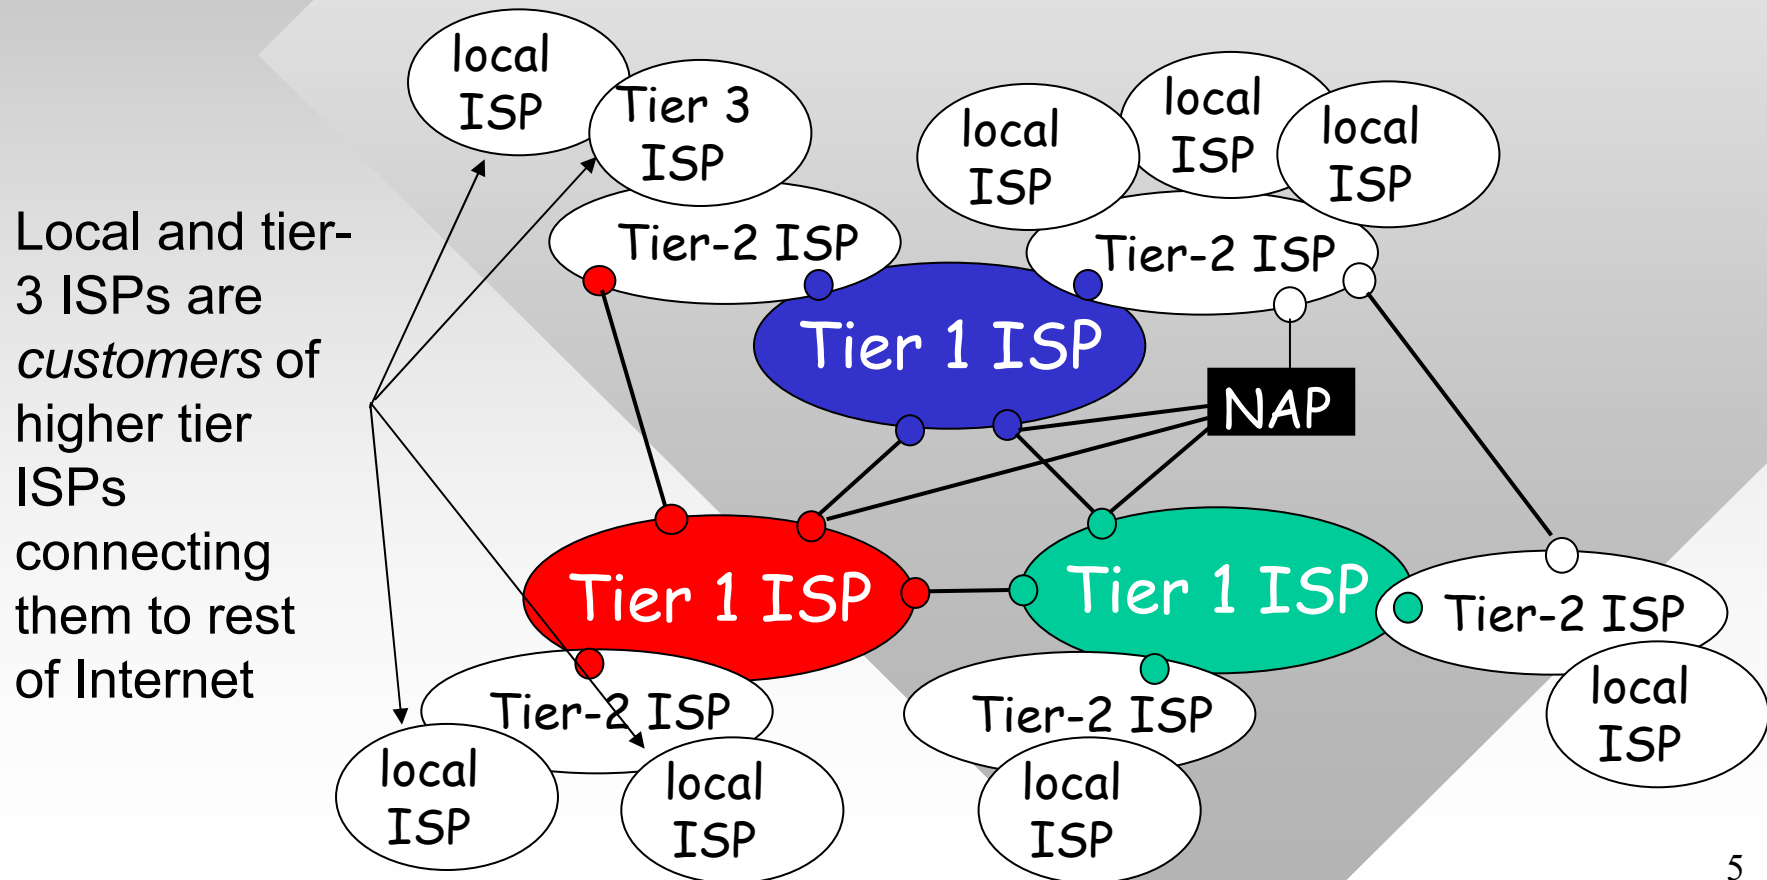 Local and tier-
3 ISPs are
customers of
higher tier
ISPs
connecting
them to rest
of Internet
local
ISP
Tier 3
ISP
Tier-2 ISP
local
ISP
local
ISP
local
ISP
Tier-2 ISP
Tier 1 ISP
NAP
Tier 1 ISP
Tier 1 ISP
Tier-2 ISP
local
ISP
Tier-2 ISP
local
ISP
local
ISP
Tier-2 ISP
local
ISP
5